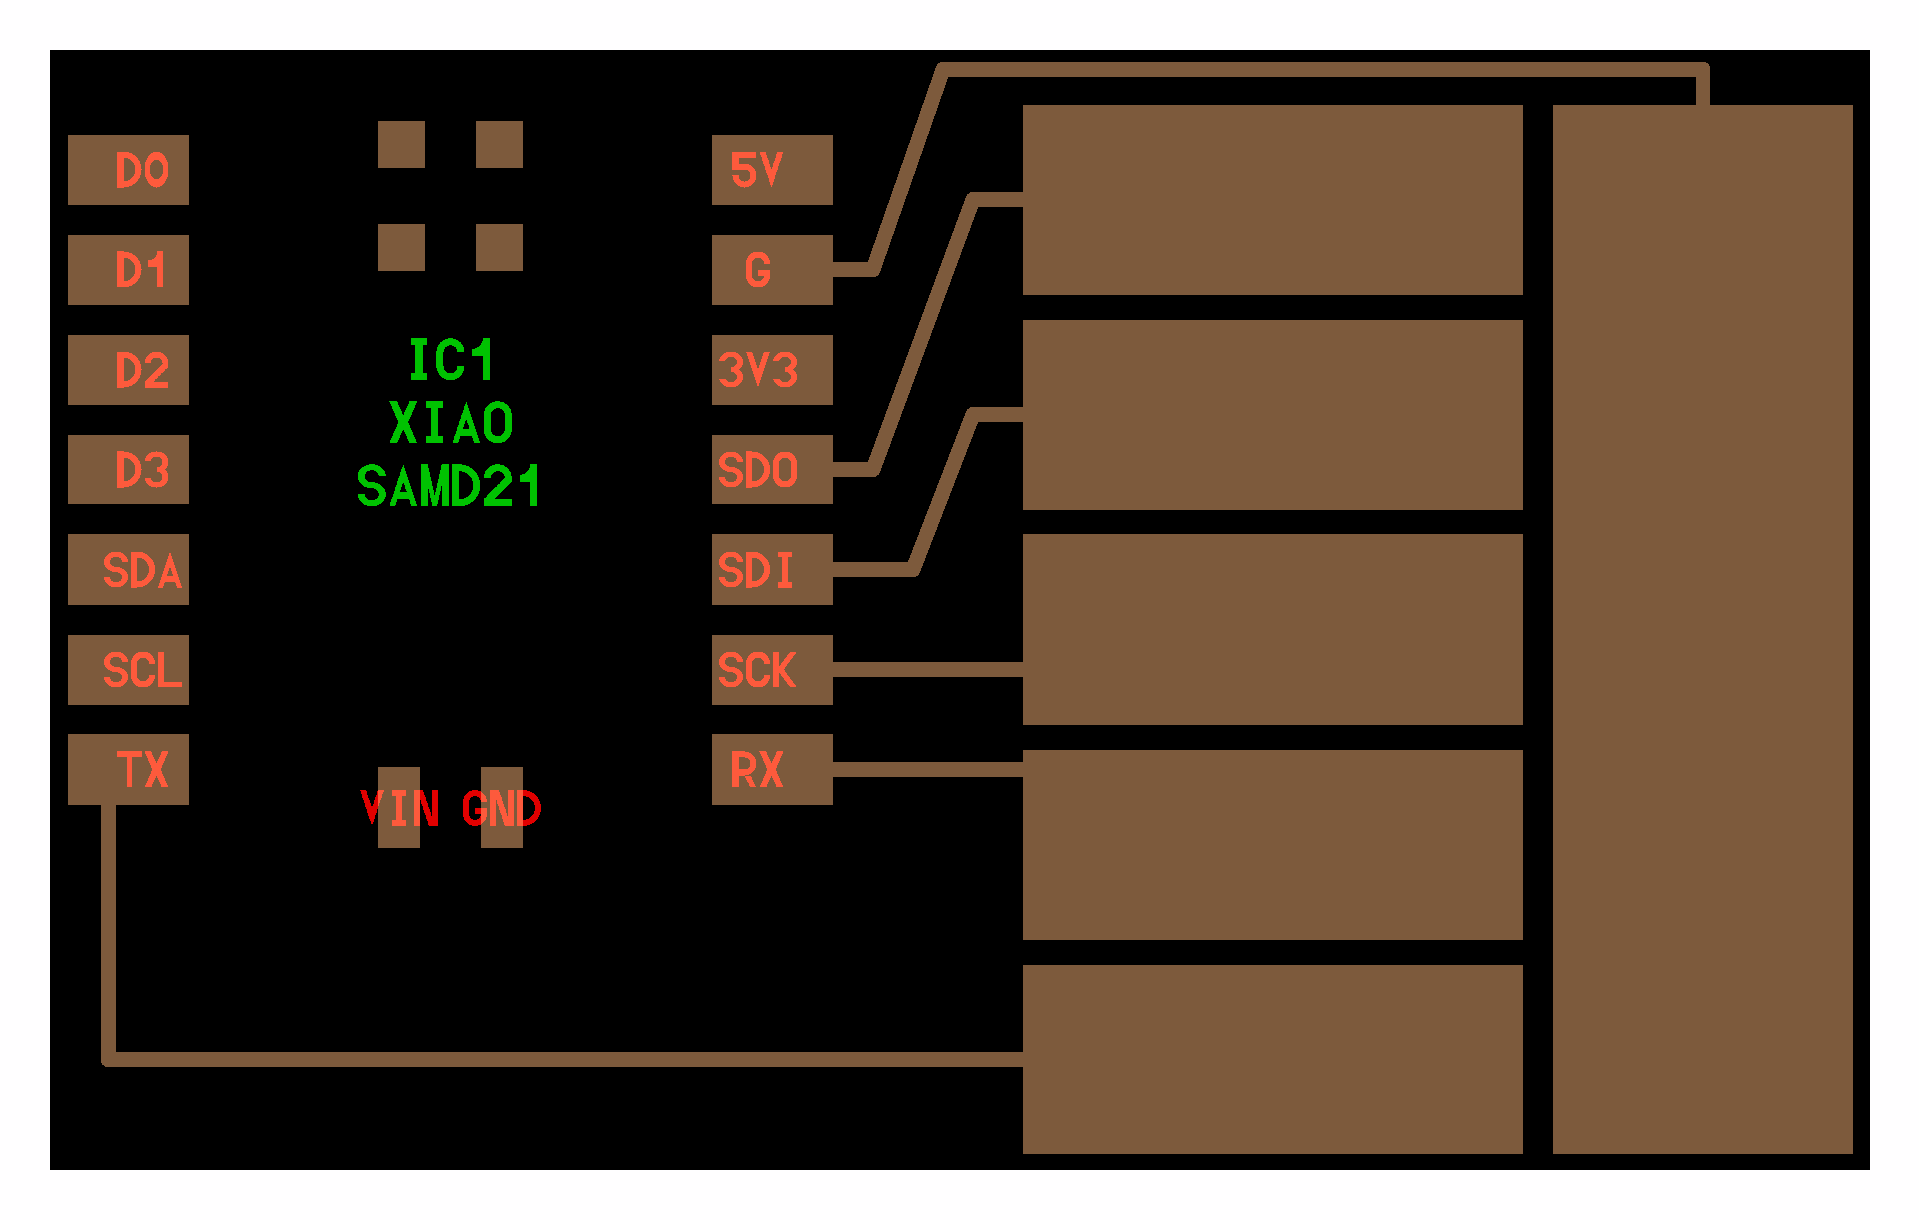 D0
D1
D2
D3
SDA
SCL
TX
IC1
XIAO
SAMD21
VIN GND
5V
G
3V3
SDO
SDI
SCK
RX